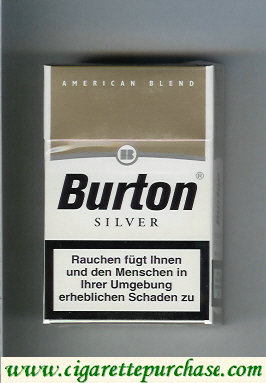 AMERICAN BLEND
B
Burton®
SILVER
Rauchen fügt Ihnen
und den Menschen in
Ihrer Umgebung
erheblichen Schaden zu
www.cigarettepurchase.com